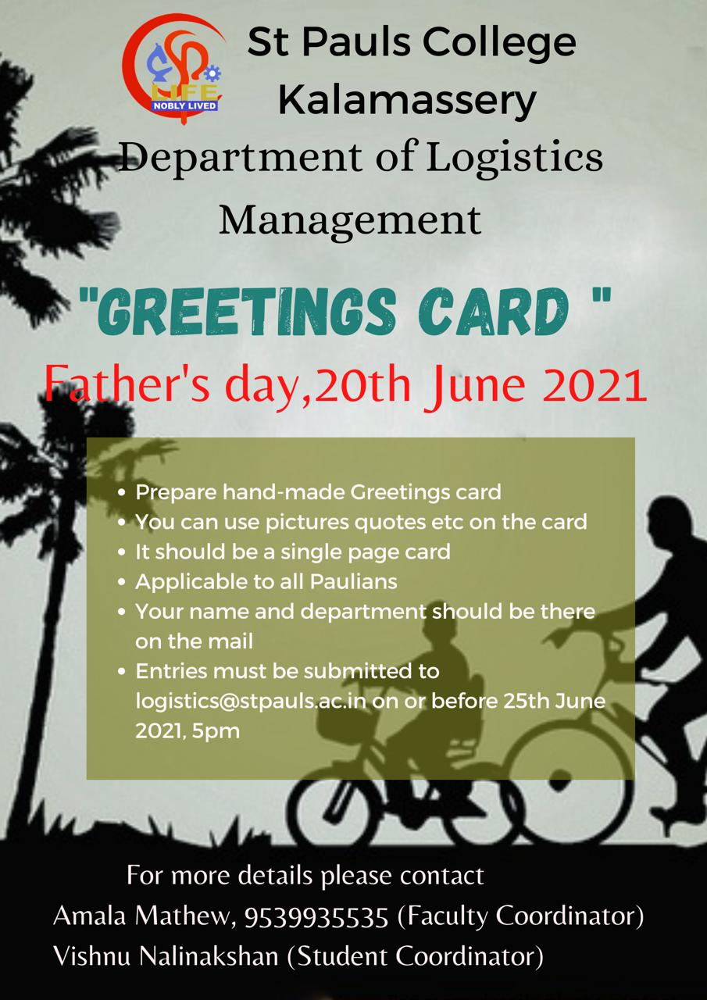 St Pauls College
Kalamassery
LIFE
NOBLY LIVED
Department of Logistics
Management
"GREETINGS CARD "
Father's day,20th June 2021
• Prepare hand-made Greetings card
• You can use pictures quotes etc on the card
• It should be a single page card
• Applicable to all Paulians
• Your name and department should be there
on the mail
• Entries must be submitted to
logistics@stpauls.ac.in on or before 25th June
2021, 5pm
For more details please contact
Amala Mathew, 9539935535 (Faculty Coordinator)
Vishnu Nalinakshan (Student Coordinator)